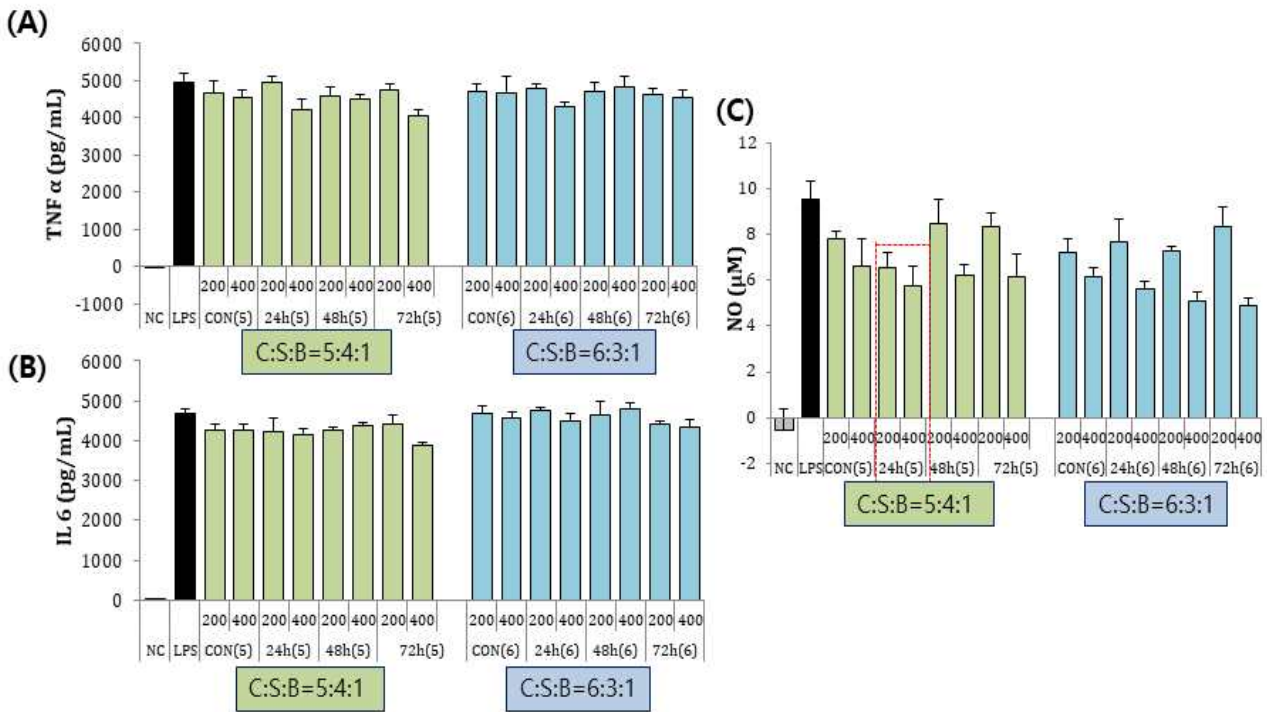 (A)
TNF α (pg/mL)
6000
5000
4000
3000
2000
1000
0
-1000
200 400 200 400 200 400 200 400 200 400 200 400 200 400 200 400
NC LPS CON(5) 24h(5) 48h(5) 72h(5) CON(6) 24h(6) 48h(6) 72h(6)
C:S:B=5:4:1 C:S:B=6:3:1
(B)
IL 6 (pg/mL)
6000
5000
4000
3000
2000
1000
0
200 400 200 400 200 400 200 400 200 400 200 400 200 400 200 400
NC LPS CON(5) 24h(5) 48h(5) 72h(5) CON(6) 24h(6) 48h(6) 72h(6)
C:S:B=5:4:1 C:S:B=6:3:1
(C)
NO (µM)
12
10
8
6
4
2
0
-2
200 400 200 400 200 400 200 400 200 400 200 400 200 400 200 400
NC LPS CON(5) 24h(5) 48h(5) 72h(5) CON(6) 24h(6) 48h(6) 72h(6)
C:S:B=5:4:1 C:S:B=6:3:1